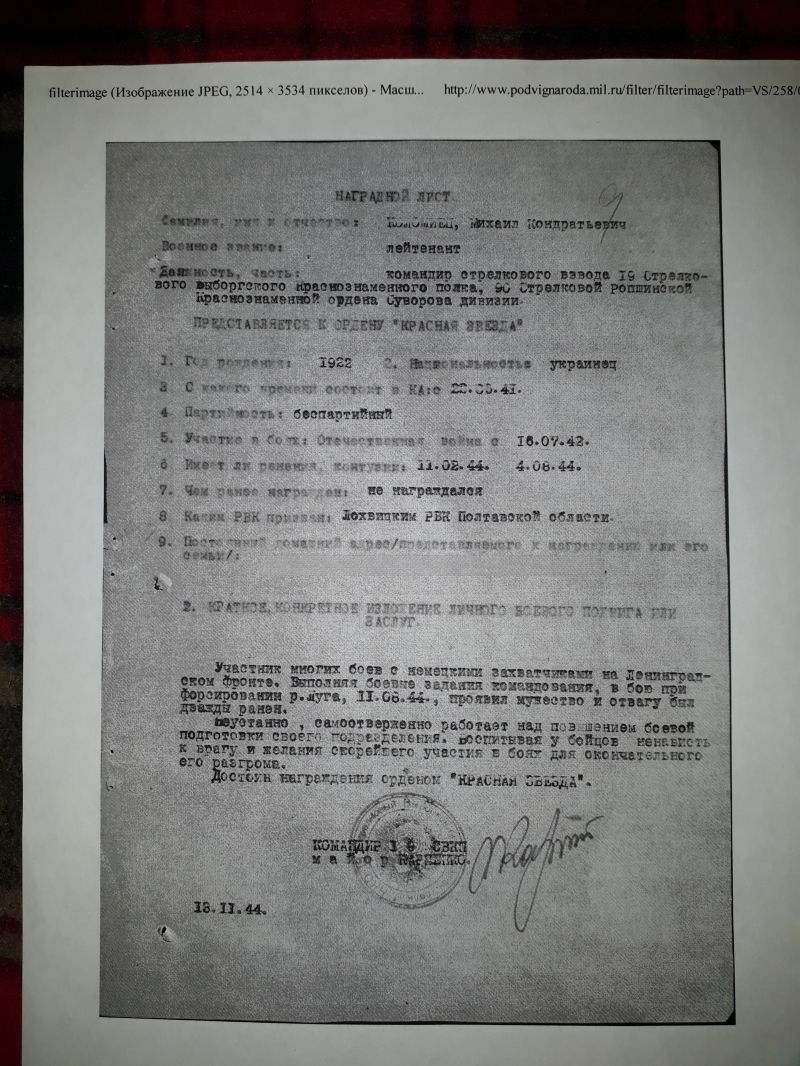 filterimage (Изображение JPEG, 2514 × 3534 пикселов) - Масш... http://www.podvignaroda.mil.ru/filter/filterimage?path=VS/258/
НАГРАДНОЙ ЛИСТ.
Фамилия, имя и отчество: Михаил Кондратьевич
Военное звание: лейтенант
Должность, часть: командир стрелкового взвода 19 Стрелко-
вого Выборгского Краснознаменного полка, 90 Стрелковой Ропшинской
Краснознаменной ордена Суворова дивизии.
ПРЕДСТАВЛЯЕТСЯ К ОРДЕНУ "КРАСНАЯ ЗВЕЗДА"
1. Год рождения: 1922 2. Национальность: украинец
3 С какого времени состоит в КА:с
4 Партийность: беспартийный
5. Участие в боях: Отечественная война с 16.07.42.
6 Имеет ли ранения, контузии: 11.02.44. 4.08.44.
7. Чем ранее награжден: не награждался
8 Каким РВК призван: Лохвицким РВК Полтавской области.
9. Постоянный домашний адрес/представляемого к награждению или его
семьи/:
2. КРАТКОЕ, КОНКРЕТНОЕ ИЗЛОЖЕНИЕ ЛИЧНОГО БОЕВОГО ПОДВИГА ИЛИ
ЗАСЛУГ.
Участник многих боев с немецкими захватчиками на Ленинград-
ском фронте. Выполняя боевые задания командования, в бою при
форсировании р.Луга, проявил мужество и отвагу был
дважды ранен.
Неустанно , самоотверженно работает над повышением боевой
подготовки своего подразделения. Воспитывая у бойцов ненависть
к врагу и желания скорейшего участия в боях для окончательного
его разгрома.
Достоин награждения орденом "КРАСНАЯ ЗВЕЗДА".
КОМАНДИР 19 СВКП
майор
13.11.44.